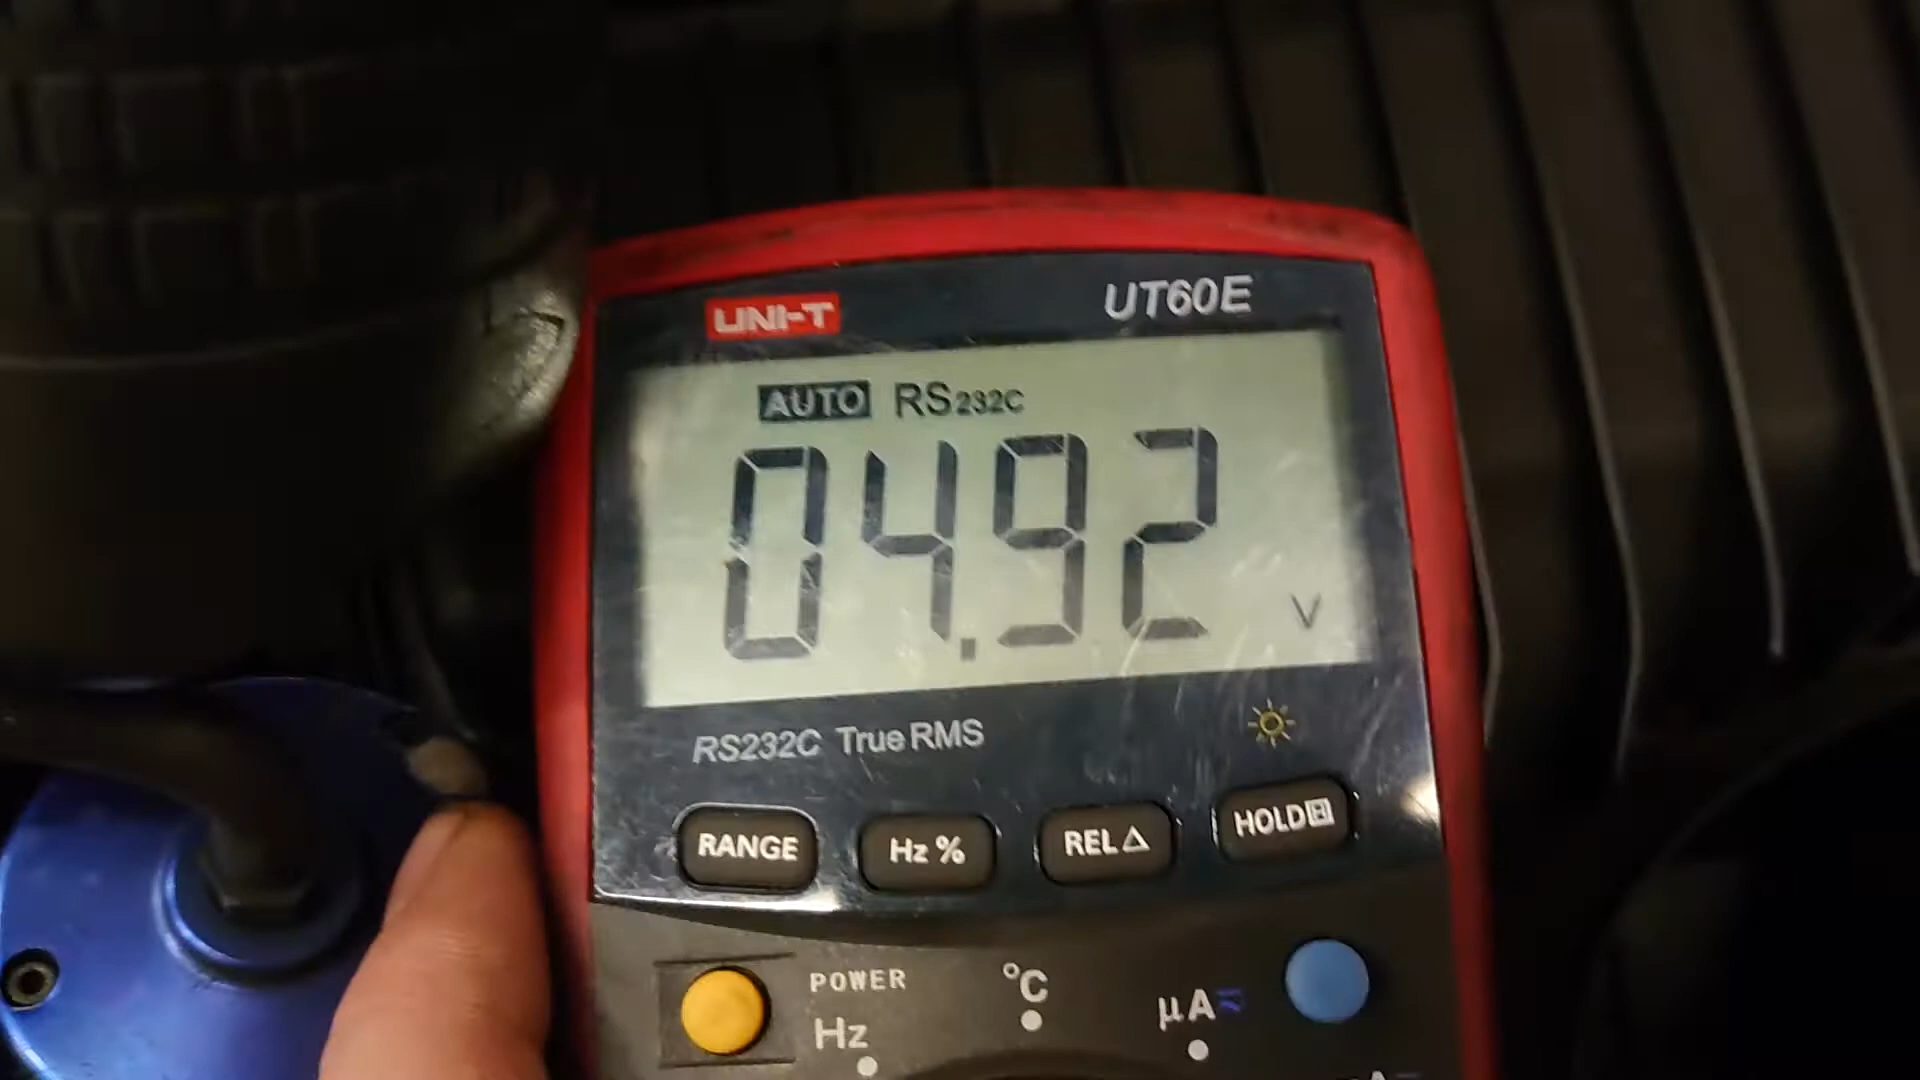 UNI-T UT60E
AUTO RS232C
04.92 V
RS232C True RMS
RANGE Hz % REL△ HOLD H
POWER °C
Hz μA